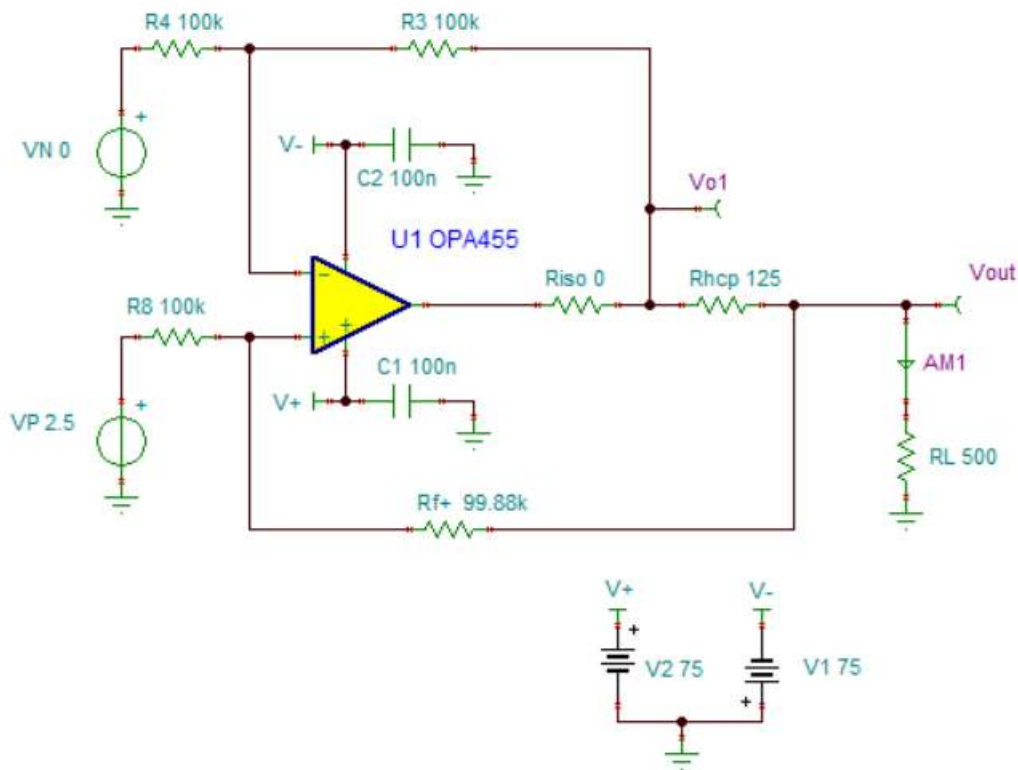 R4 100k
R3 100k
+
VN 0
V-
C2 100n
Vo1
U1 OPA455
Vout
Riso 0
Rhcp 125
R8 100k
−
+
+
C1 100n
AM1
V+
+
VP 2.5
RL 500
Rf+ 99.88k
V+
V-
+
V2 75
V1 75
+